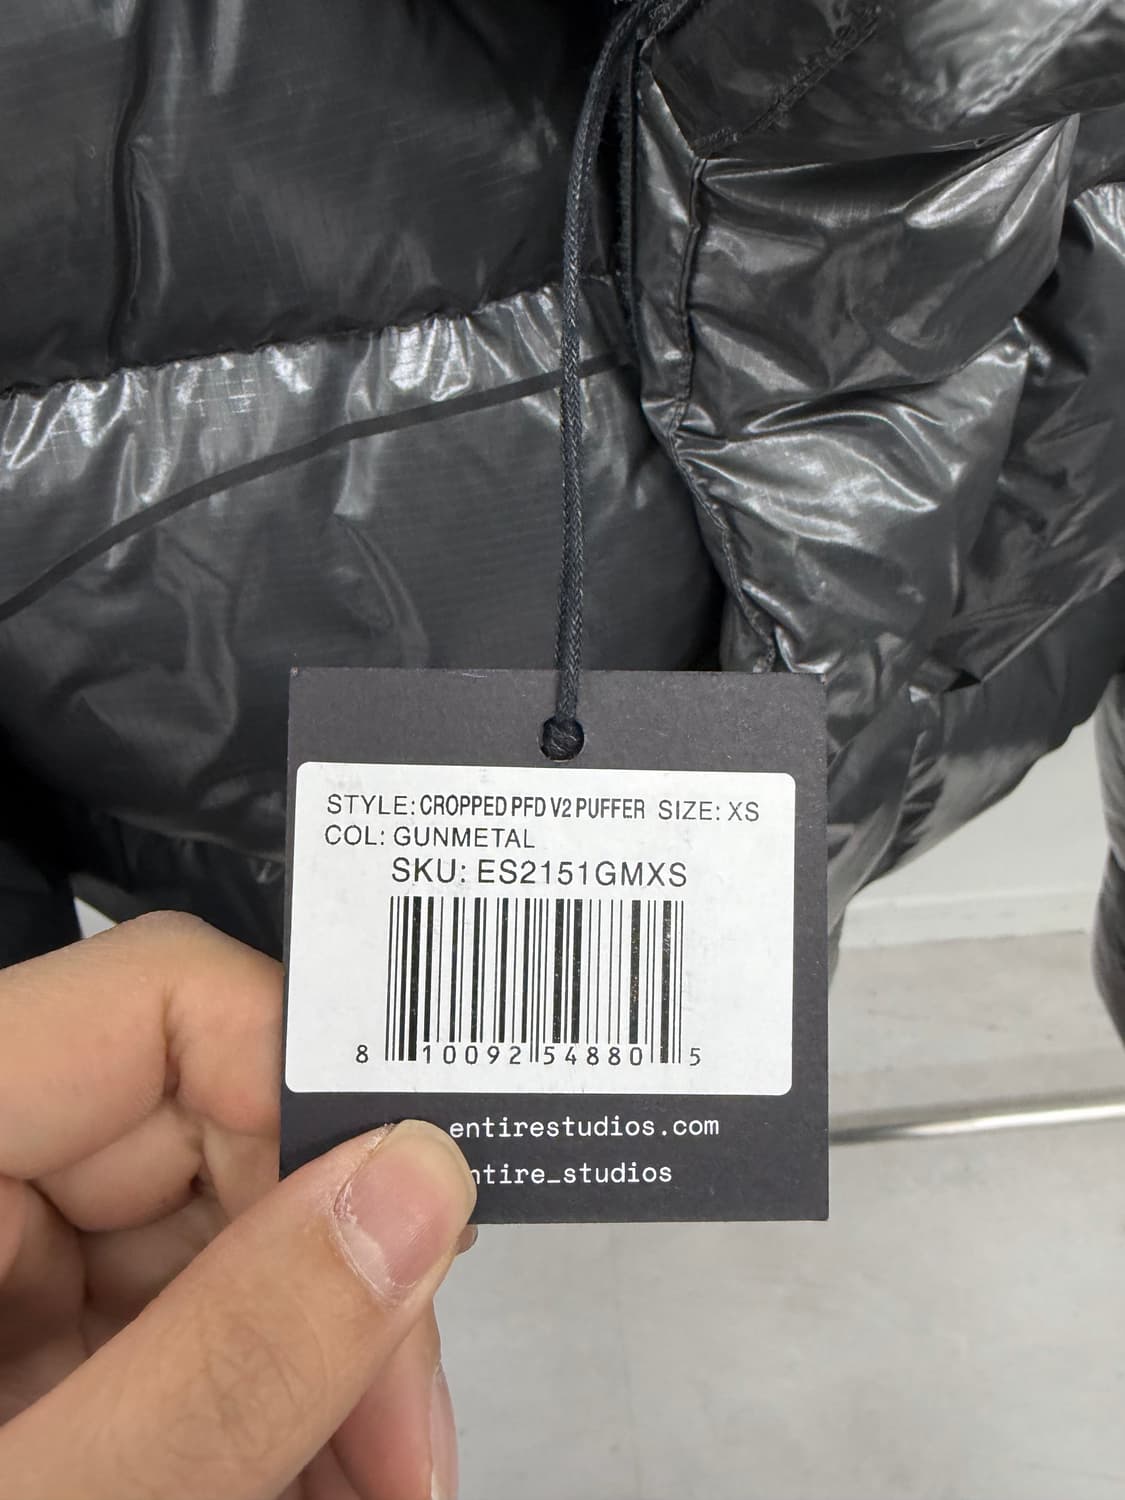 STYLE: CROPPED PFD V2 PUFFER SIZE: XS
COL: GUNMETAL
SKU: ES2151GMXS
8 10092 54880 5
entirestudios.com
ntire_studios